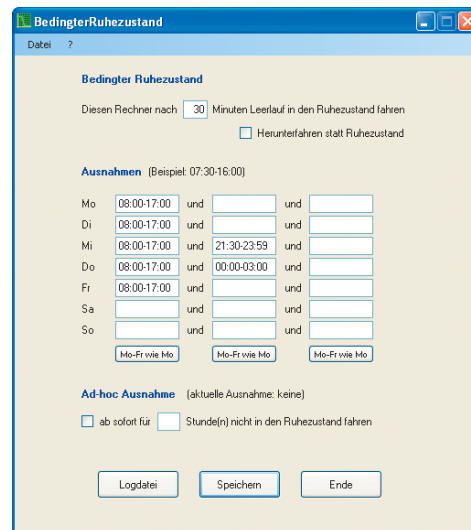 BedingterRuhezustand
Datei ?
Bedingter Ruhezustand
Diesen Rechner nach 30 Minuten Leerlauf in den Ruhezustand fahren
Herunterfahren statt Ruhezustand
Ausnahmen (Beispiel: 07:30-16:00)
Mo 08:00-17:00 und und
Di 08:00-17:00 und und
Mi 08:00-17:00 und 21:30-23:59 und
Do 08:00-17:00 und 00:00-03:00 und
Fr 08:00-17:00 und und
Sa und und
So und und
Mo-Fr wie Mo Mo-Fr wie Mo Mo-Fr wie Mo
Ad-hoc Ausnahme (aktuelle Ausnahme: keine)
ab sofort für Stunde(n) nicht in den Ruhezustand fahren
Logdatei Speichern Ende